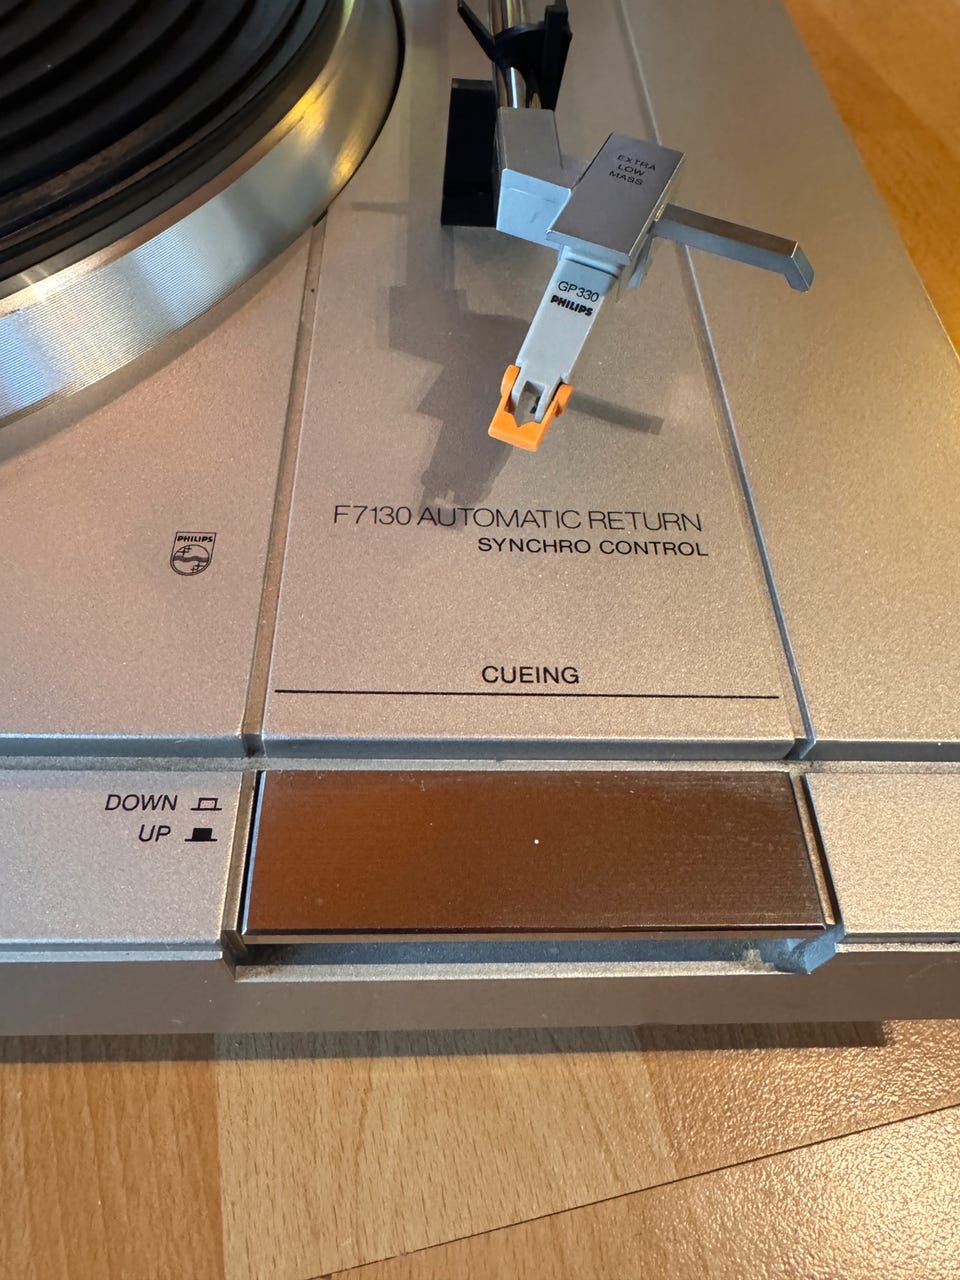 EXTRA
LOW
MASS
GP330
PHILIPS
F7130 AUTOMATIC RETURN
SYNCHRO CONTROL
PHILIPS
CUEING
DOWN
UP